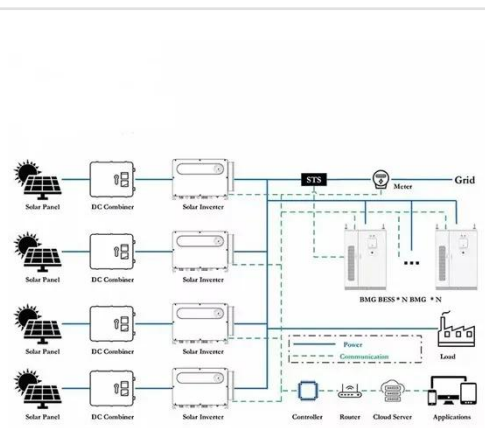 STS
Meter
Grid
Solar Panel DC Combiner Solar Inverter
Solar Panel DC Combiner Solar Inverter
BMG BESS * N BMG * N
Solar Panel DC Combiner Solar Inverter
Power
Communication
Load
Solar Panel DC Combiner Solar Inverter
Controller Router Cloud Server Applications